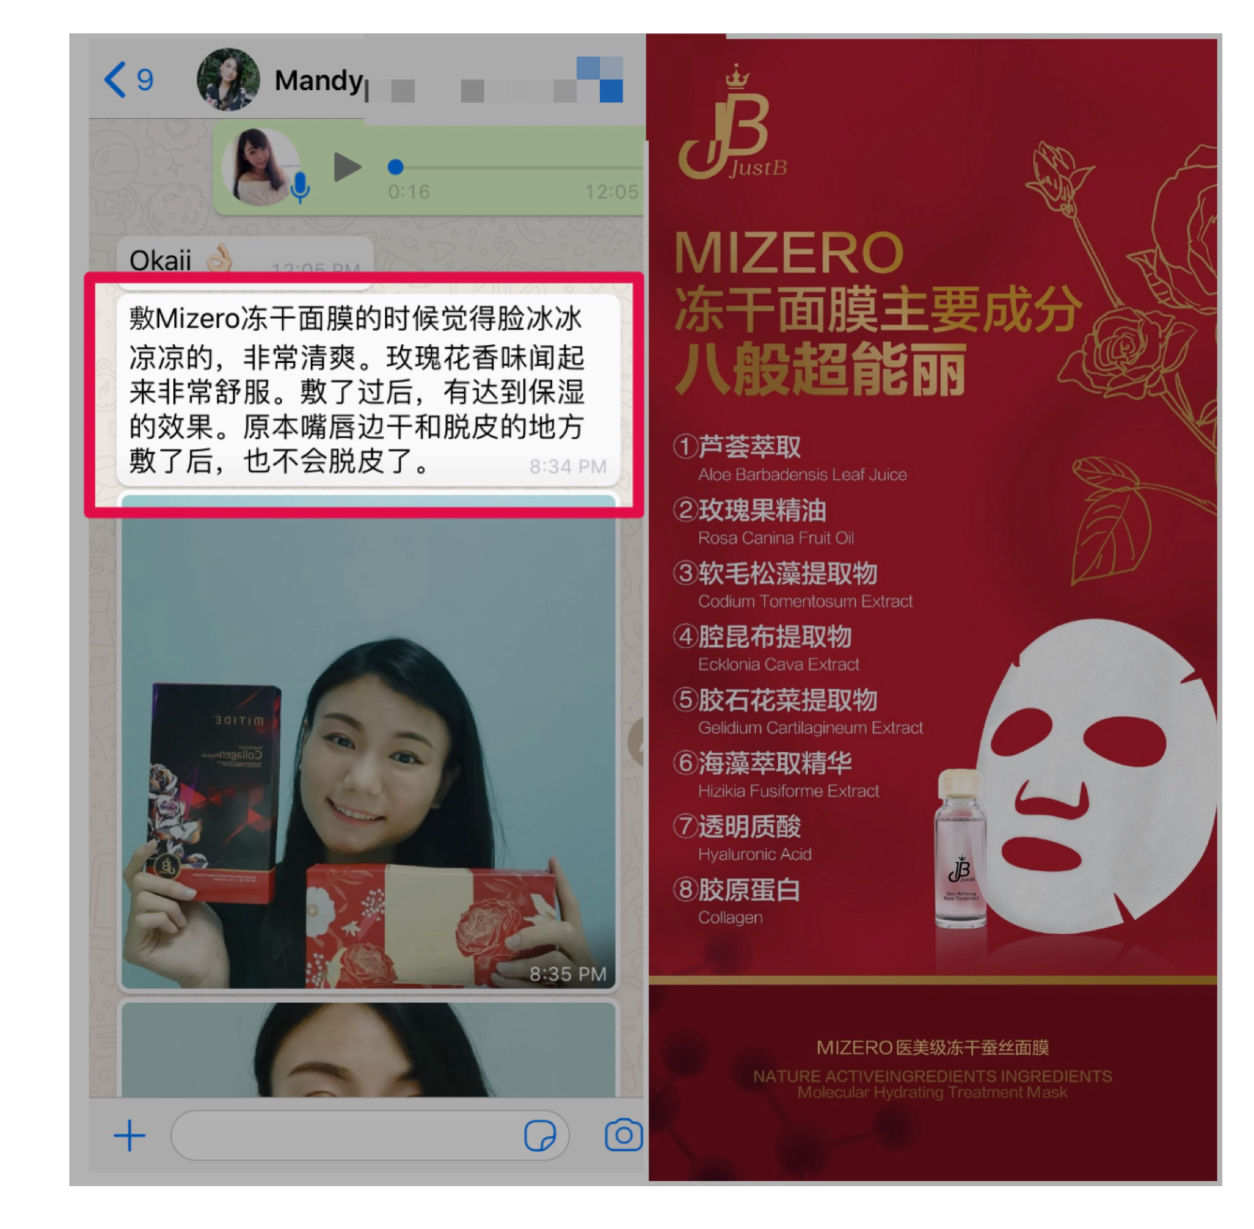 9
Mandy
0:16
12:05
Okaii 👌🏻
12:05 PM
敷Mizero冻干面膜的时候觉得脸冰冰
凉凉的，非常清爽。玫瑰花香味闻起
来非常舒服。敷了过后，有达到保湿
的效果。原本嘴唇边干和脱皮的地方
敷了后，也不会脱皮了。
8:34 PM
MITIDE
Collagen
JB
8:35 PM
JB
JustB
MIZERO
冻干面膜主要成分
八般超能丽
①芦荟萃取
Aloe Barbadensis Leaf Juice
②玫瑰果精油
Rosa Canina Fruit Oil
③软毛松藻提取物
Codium Tomentosum Extract
④腔昆布提取物
Ecklonia Cava Extract
⑤胶石花菜提取物
Gelidium Cartilagineum Extract
⑥海藻萃取精华
Hizikia Fusiforme Extract
⑦透明质酸
Hyaluronic Acid
⑧胶原蛋白
Collagen
JB
JustB
MIZERO 医美级冻干蚕丝面膜
NATURE ACTIVEINGREDIENTS INGREDIENTS
Molecular Hydrating Treatment Mask